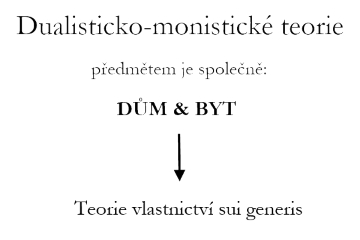 Dualisticko-monistické teorie
předmětem je společně:
DŮM & BYT
Teorie vlastnictví sui generis